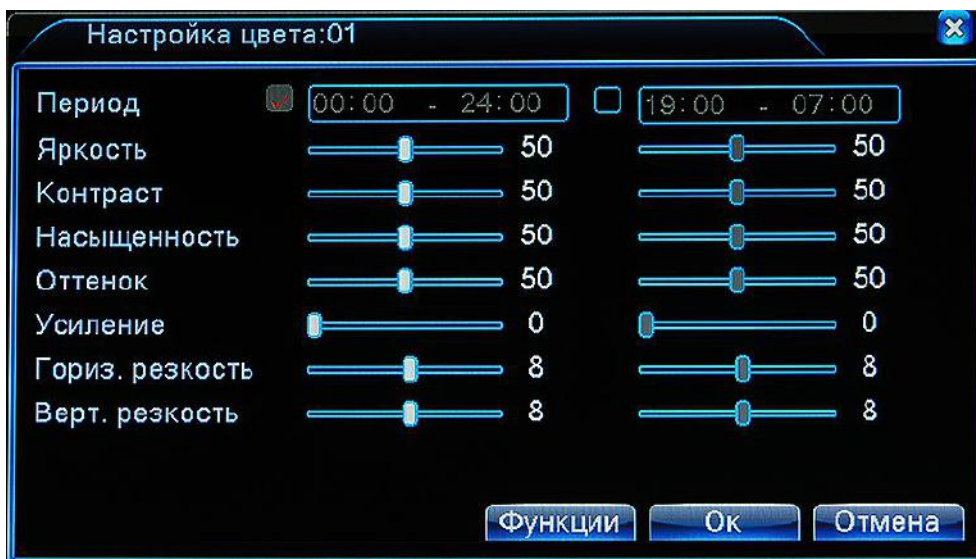 Настройка цвета:01
Период 00:00 - 24:00 19:00 - 07:00
Яркость 50 50
Контраст 50 50
Насыщенность 50 50
Оттенок 50 50
Усиление 0 0
Гориз. резкость 8 8
Верт. резкость 8 8
Функции Ок Отмена